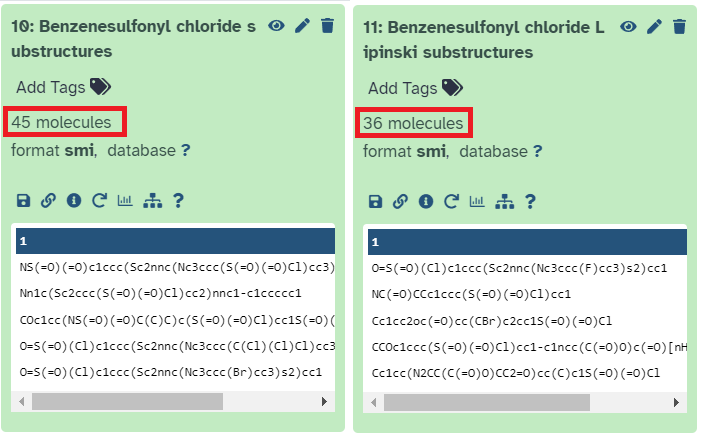 10: Benzenesulfonyl chloride s
ubstructures
Add Tags
45 molecules
format smi, database ?
?
1
NS(=O)(=O)c1ccc(Sc2nnc(Nc3ccc(S(=O)(=O)Cl)cc3)
Nn1c(Sc2ccc(S(=O)(=O)Cl)cc2)nnc1-c1ccccc1
COc1cc(NS(=O)(=O)C(C)C)c(S(=O)(=O)Cl)cc1S(=O)(
O=S(=O)(Cl)c1ccc(Sc2nnc(Nc3ccc(C(Cl)(Cl)Cl)cc3
O=S(=O)(Cl)c1ccc(Sc2nnc(Nc3ccc(Br)cc3)s2)cc1
11: Benzenesulfonyl chloride L
ipinski substructures
Add Tags
36 molecules
format smi, database ?
?
1
O=S(=O)(Cl)c1ccc(Sc2nnc(Nc3ccc(F)cc3)s2)cc1
NC(=O)CCc1ccc(S(=O)(=O)Cl)cc1
Cc1cc2oc(=O)cc(CBr)c2cc1S(=O)(=O)Cl
CCOc1ccc(S(=O)(=O)Cl)cc1-c1ncc(C(=O)O)c(=O)[nH
Cc1cc(N2CC(C(=O)O)CC2=O)cc(C)c1S(=O)(=O)Cl